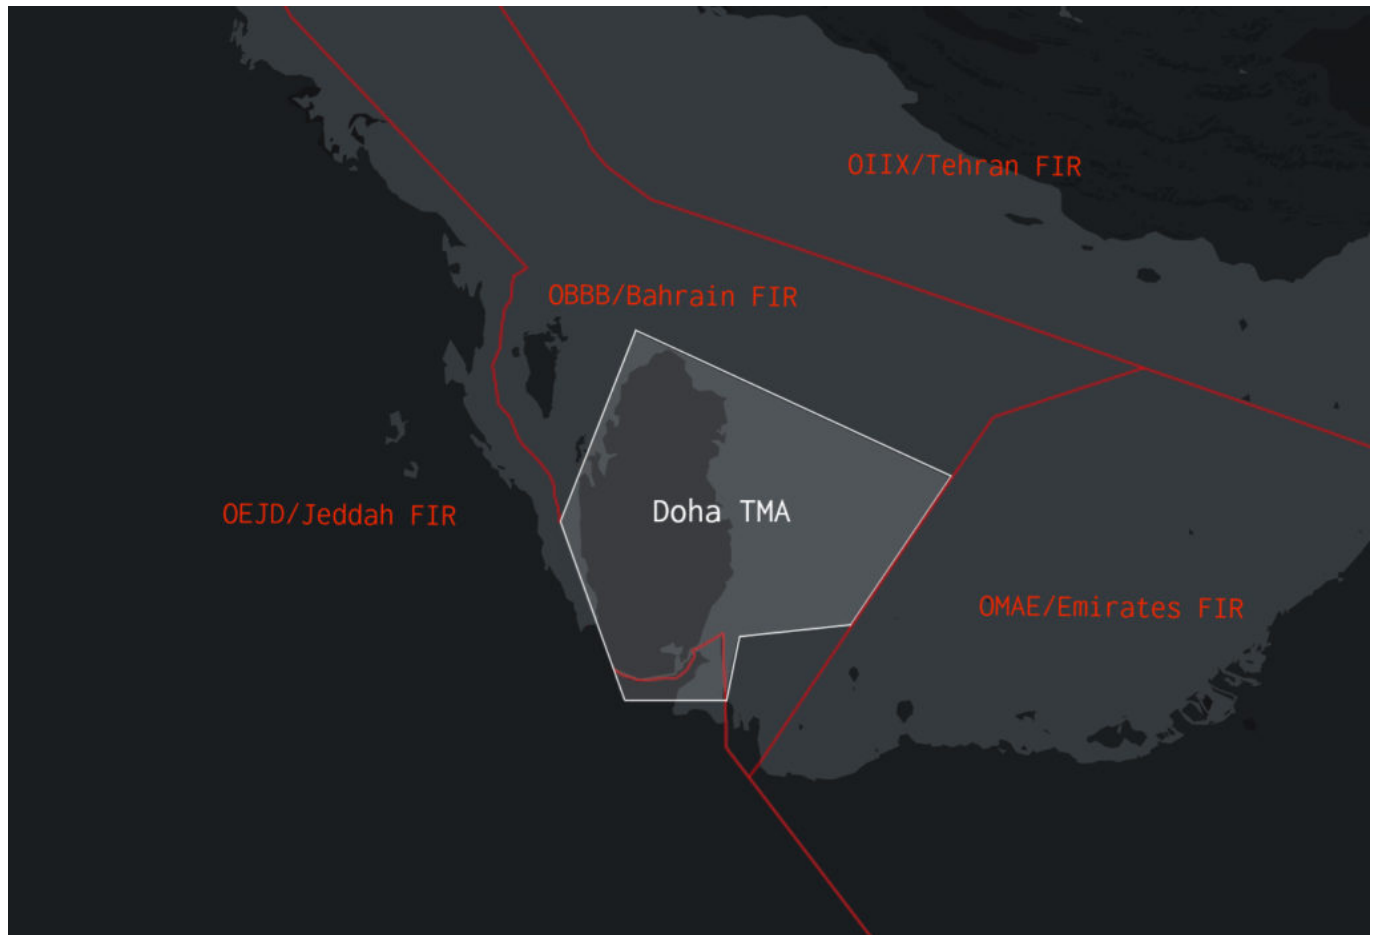 OIIX/Tehran FIR
OBBB/Bahrain FIR
Doha TMA
OEJD/Jeddah FIR
OMAE/Emirates FIR